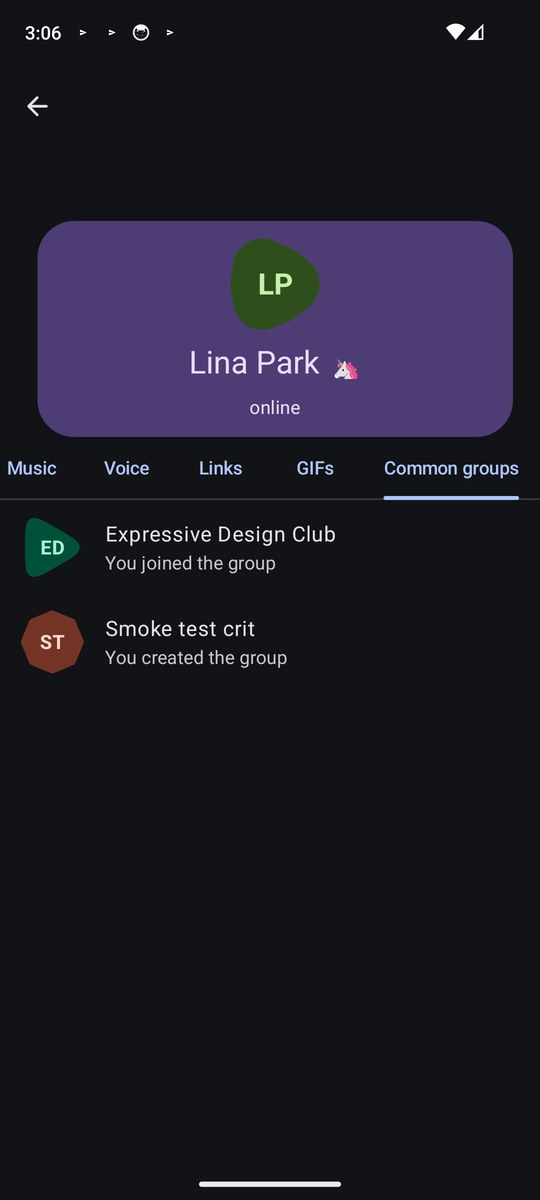 3:06
LP
Lina Park 🦄
online
Music Voice Links GIFs Common groups
ED
Expressive Design Club
You joined the group
ST
Smoke test crit
You created the group